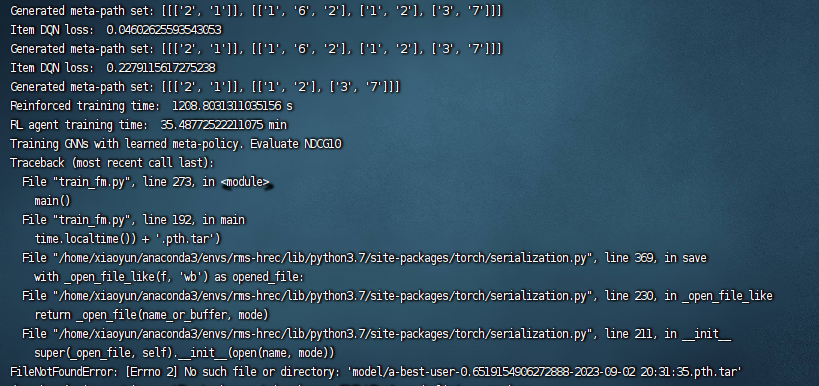 Generated meta-path set: [[['2', '1']], [['1', '6', '2'], ['1', '2'], ['3', '7']]]
Item DQN loss:  0.04602625593543053
Generated meta-path set: [[['2', '1']], [['1', '6', '2'], ['1', '2'], ['3', '7']]]
Item DQN loss:  0.2279115617275238
Generated meta-path set: [[['2', '1']], [['1', '2'], ['3', '7']]]
Reinforced training time:  1208.8031311035156 s
RL agent training time:  35.48772522211075 min
Training GNNs with learned meta-policy. Evaluate NDCG10
Traceback (most recent call last):
  File "train_fm.py", line 273, in <module>
    main()
  File "train_fm.py", line 192, in main
    time.localtime()) + '.pth.tar')
  File "/home/xiaoyun/anaconda3/envs/rms-hrec/lib/python3.7/site-packages/torch/serialization.py", line 369, in save
    with _open_file_like(f, 'wb') as opened_file:
  File "/home/xiaoyun/anaconda3/envs/rms-hrec/lib/python3.7/site-packages/torch/serialization.py", line 230, in _open_file_like
    return _open_file(name_or_buffer, mode)
  File "/home/xiaoyun/anaconda3/envs/rms-hrec/lib/python3.7/site-packages/torch/serialization.py", line 211, in __init__
    super(_open_file, self).__init__(open(name, mode))
FileNotFoundError: [Errno 2] No such file or directory: 'model/a-best-user-0.6519154906272888-2023-09-02 20:31:35.pth.tar'